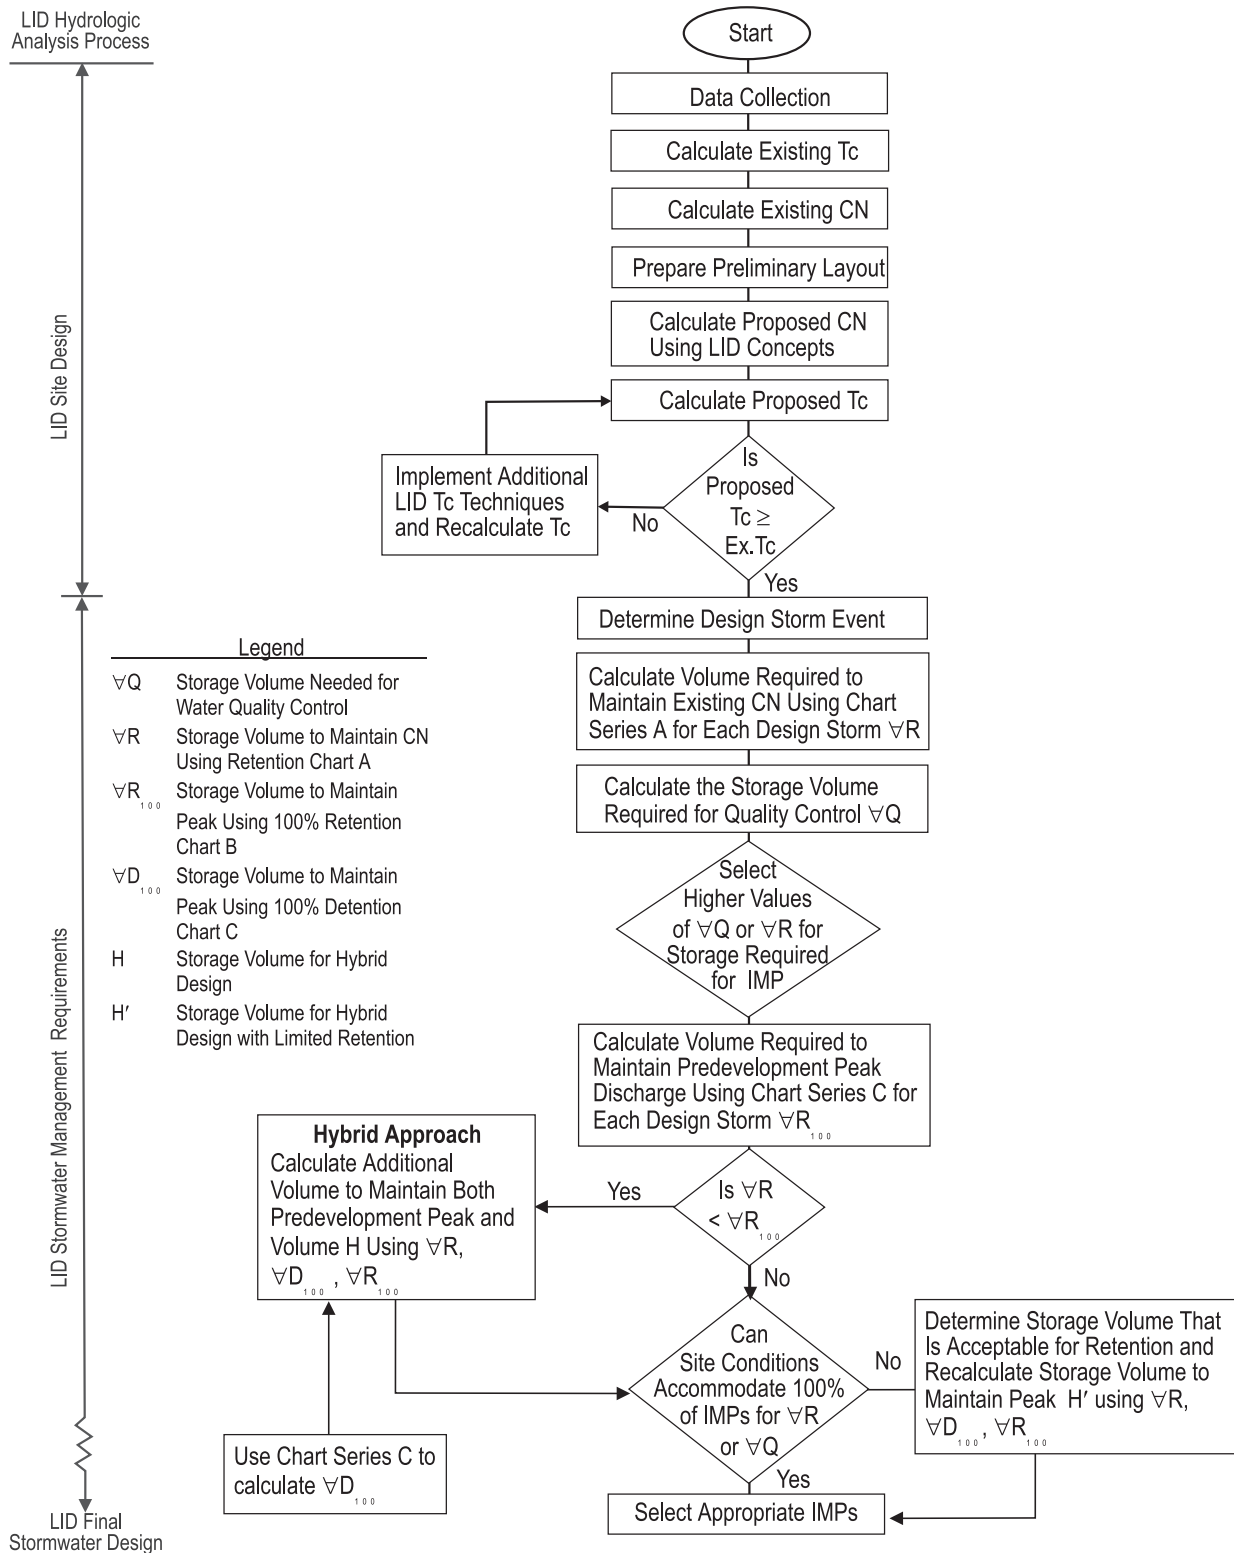 LID Hydrologic
Analysis Process
Start
Data Collection
Calculate Existing Tc
Calculate Existing CN
Prepare Preliminary Layout
Calculate Proposed CN
Using LID Concepts
Calculate Proposed Tc
LID Site Design
Is
Proposed
Tc ≥
Ex.Tc
No
Implement Additional
LID Tc Techniques
and Recalculate Tc
Yes
Determine Design Storm Event
Calculate Volume Required to
Maintain Existing CN Using Chart
Series A for Each Design Storm ∀R
Calculate the Storage Volume
Required for Quality Control ∀Q
Select
Higher Values
of ∀Q or ∀R for
Storage Required
for IMP
Calculate Volume Required to
Maintain Predevelopment Peak
Discharge Using Chart Series C for
Each Design Storm ∀R100
Legend
∀Q Storage Volume Needed for
Water Quality Control
∀R Storage Volume to Maintain CN
Using Retention Chart A
∀R100 Storage Volume to Maintain
Peak Using 100% Retention
Chart B
∀D100 Storage Volume to Maintain
Peak Using 100% Detention
Chart C
H Storage Volume for Hybrid
Design
H′ Storage Volume for Hybrid
Design with Limited Retention
LID Stormwater Management Requirements
Is ∀R
< ∀R100
Yes
Hybrid Approach
Calculate Additional
Volume to Maintain Both
Predevelopment Peak and
Volume H Using ∀R,
∀D100, ∀R100
No
Use Chart Series C to
calculate ∀D100
Can
Site Conditions
Accommodate 100%
of IMPs for ∀R
or ∀Q
No
Determine Storage Volume That
Is Acceptable for Retention and
Recalculate Storage Volume to
Maintain Peak H′ using ∀R,
∀D100, ∀R100
Yes
Select Appropriate IMPs
LID Final
Stormwater Design